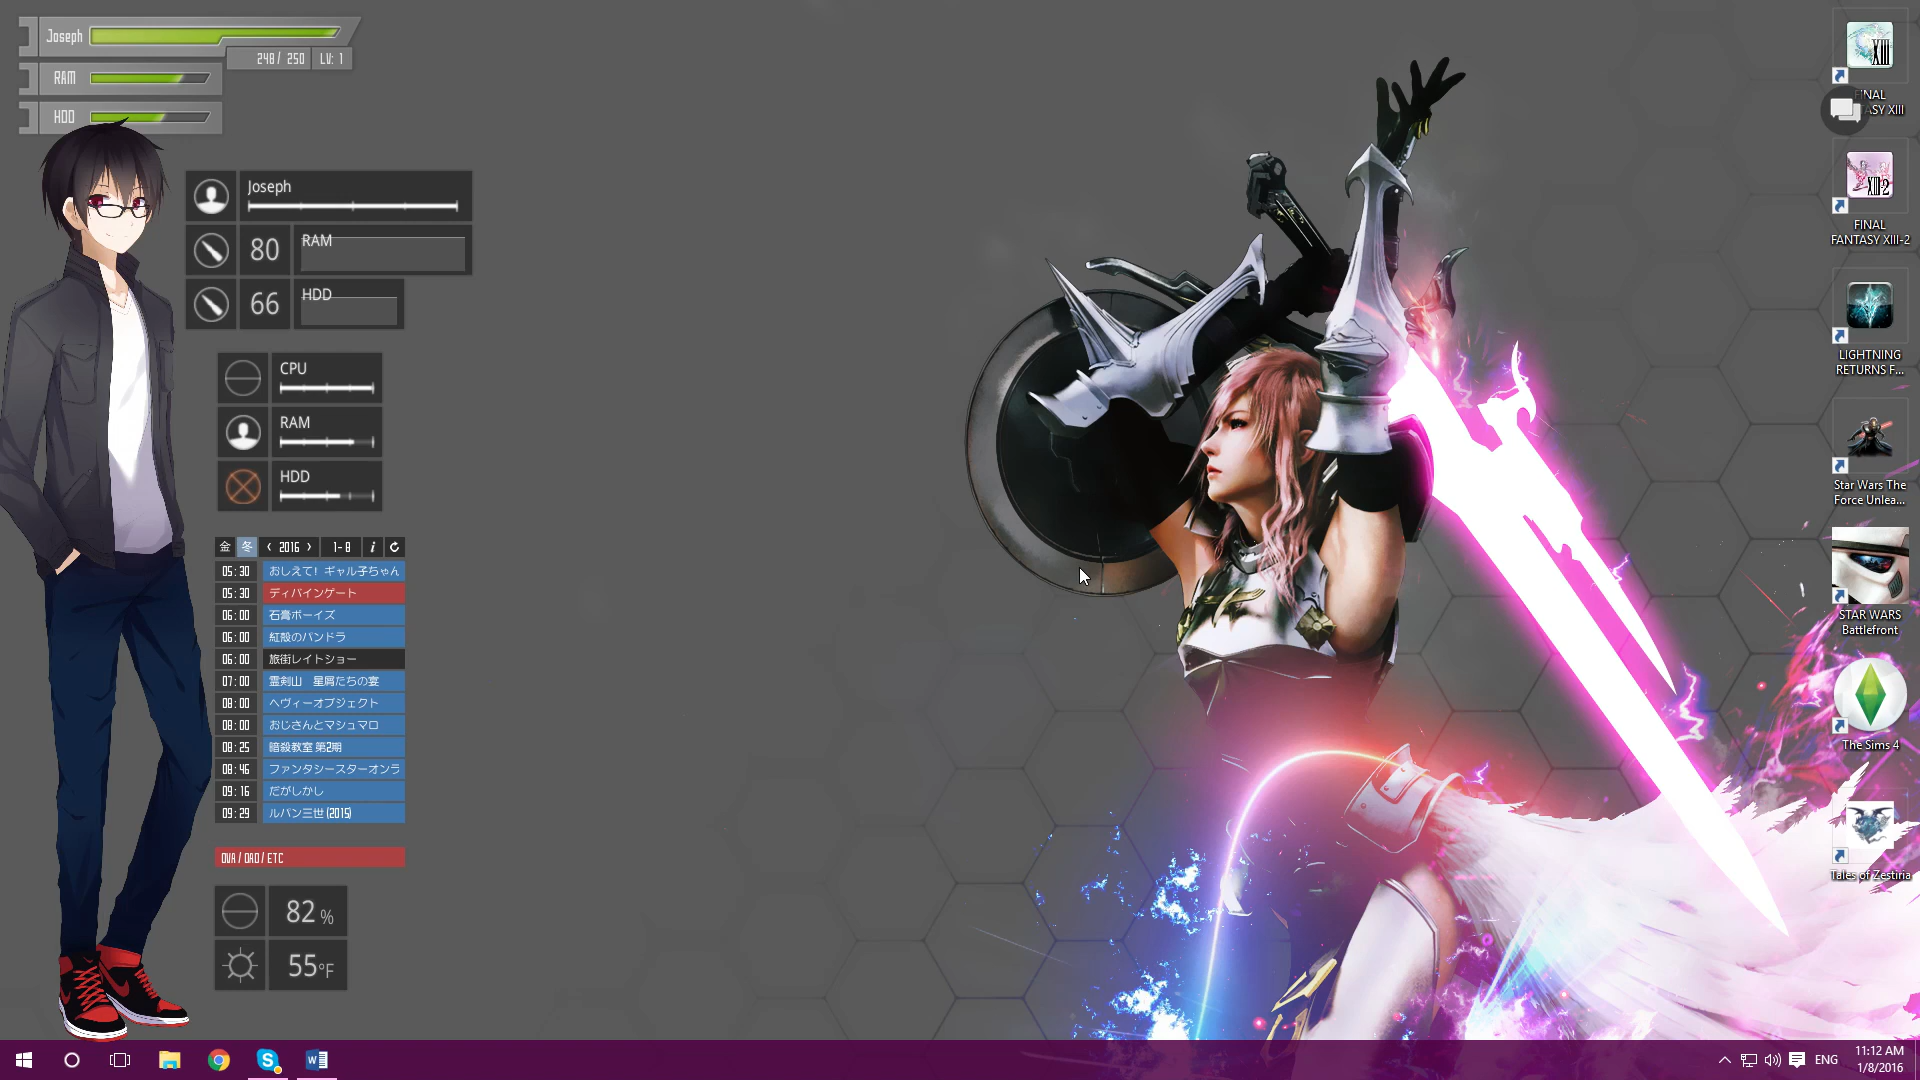 Joseph
248/ 250
LV: 1
RAM
HDD
Joseph
80
RAM
66
HDD
CPU
RAM
HDD
金 冬 ‹ 2016 › 1-8 i
05:30 おしえて! ギャル子ちゃん
05:30 ディバインゲート
06:00 石膏ボーイズ
06:00 紅殻のパンドラ
06:00 旅街レイトショー
07:00 霊剣山 星屑たちの宴
08:00 ヘヴィーオブジェクト
08:00 おじさんとマシュマロ
08:25 暗殺教室 第2期
08:46 ファンタシースターオンラ
09:16 だがしかし
09:29 ルパン三世 (2015)
OVA / OAD / ETC
82 %
55°F
XIII
FINAL
XIII
XIII-2
FINAL
FANTASY XIII-2
LIGHTNING
RETURNS F...
Star Wars The
Force Unlea...
STAR WARS
Battlefront
The Sims 4
Tales of Zestiria
ENG
11:12 AM
1/8/2016